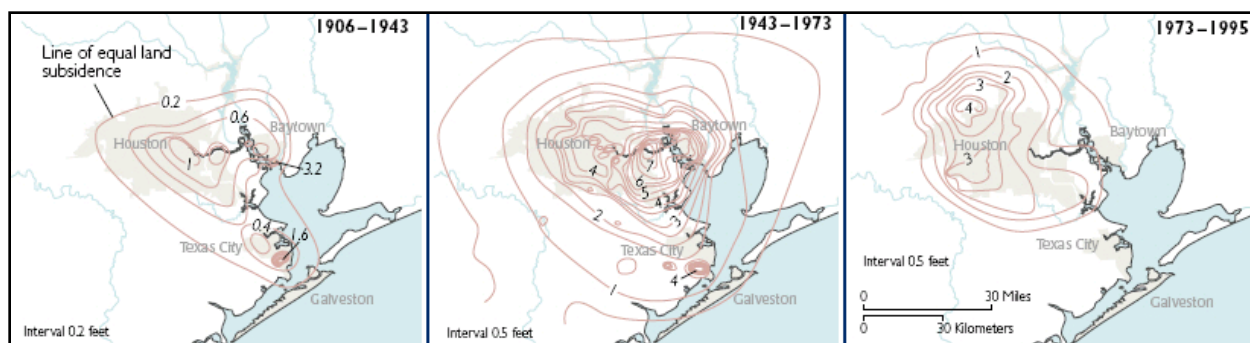 1906–1943
Line of equal land
subsidence
0.2
0.6
Baytown
Houston
1
3.2
0.4
1.6
Texas City
Galveston
Interval 0.2 feet
1943–1973
Baytown
Houston
4
7
6
5
4
3
2
Texas City
4
1
Galveston
Interval 0.5 feet
1973–1995
1
2
3
4
Baytown
Houston
3
Texas City
Interval 0.5 feet
0 30 Miles
0 30 Kilometers
Galveston